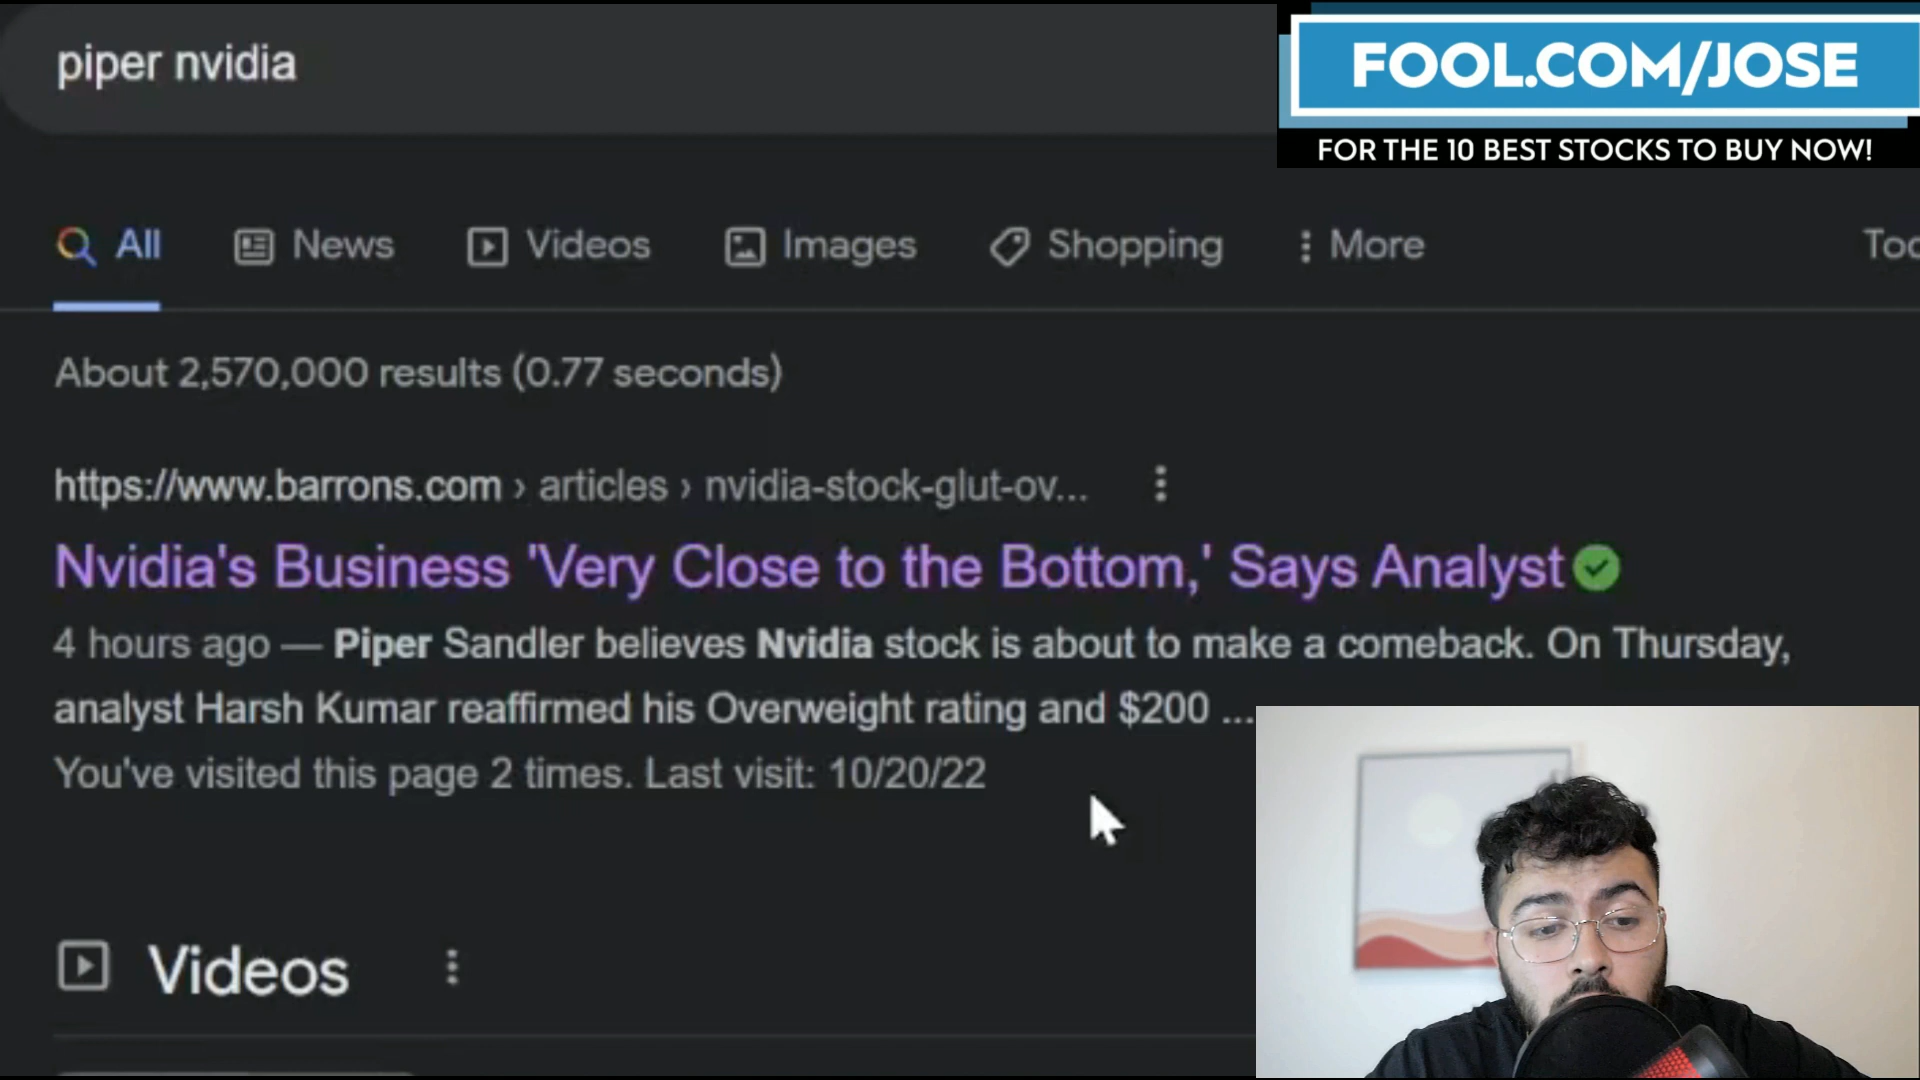 piper nvidia
FOOL.COM/JOSE
FOR THE 10 BEST STOCKS TO BUY NOW!
All News Videos Images Shopping More
About 2,570,000 results (0.77 seconds)
https://www.barrons.com › articles › nvidia-stock-glut-ov...
Nvidia's Business 'Very Close to the Bottom,' Says Analyst
4 hours ago — Piper Sandler believes Nvidia stock is about to make a comeback. On Thursday,
analyst Harsh Kumar reaffirmed his Overweight rating and $200 ...
You've visited this page 2 times. Last visit: 10/20/22
Videos